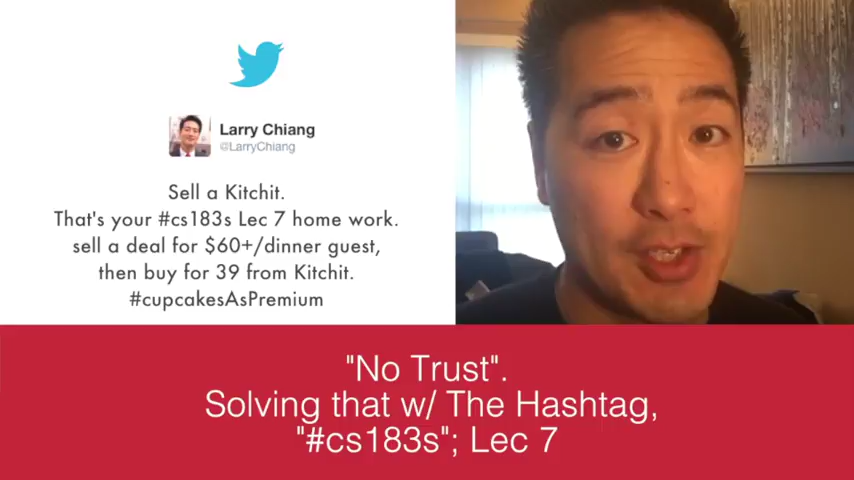 Larry Chiang
@LarryChiang
Sell a Kitchit.
That's your #cs183s Lec 7 home work.
sell a deal for $60+/dinner guest,
then buy for 39 from Kitchit.
#cupcakesAsPremium
"No Trust".
Solving that w/ The Hashtag,
"#cs183s"; Lec 7